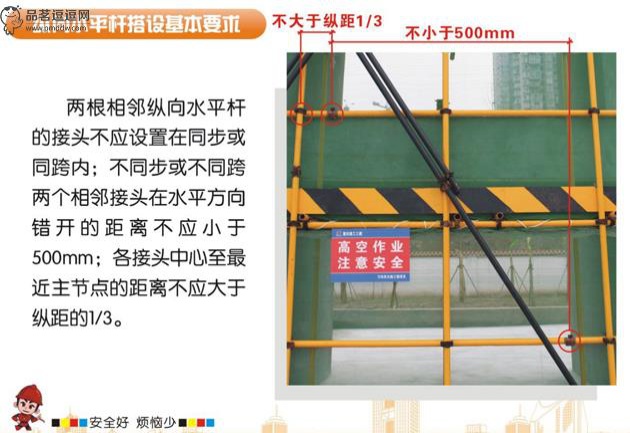 品茗逗逗网
www.pmddw.com
平杆搭设基本要求
不大于纵距1/3
不小于500mm
两根相邻纵向水平杆
的接头不应设置在同步或
同跨内；不同步或不同跨
两个相邻接头在水平方向
错开的距离不应小于
500mm；各接头中心至最
近主节点的距离不应大于
纵距的1/3。
高空作业
注意安全
安全好 烦恼少